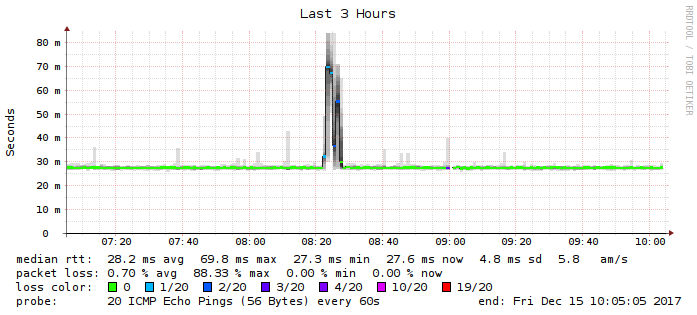 Last 3 Hours
RRDTOOL / TOBI OETIKER
Seconds
80 m
70 m
60 m
50 m
40 m
30 m
20 m
10 m
0
07:20 07:40 08:00 08:20 08:40 09:00 09:20 09:40 10:00
median rtt: 28.2 ms avg 69.8 ms max 27.3 ms min 27.6 ms now 4.8 ms sd 5.8 am/s
packet loss: 0.70 % avg 88.33 % max 0.00 % min 0.00 % now
loss color: 0 1/20 2/20 3/20 4/20 10/20 19/20
probe: 20 ICMP Echo Pings (56 Bytes) every 60s end: Fri Dec 15 10:05:05 2017